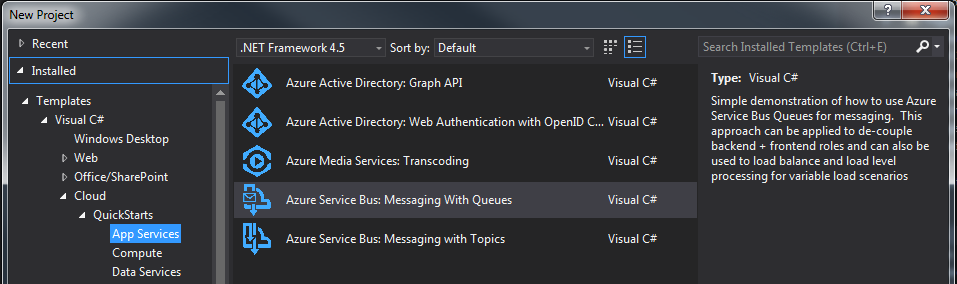 New Project
Recent
.NET Framework 4.5
Sort by:
Default
Search Installed Templates (Ctrl+E)
Installed
Templates
Visual C#
Windows Desktop
Web
Office/SharePoint
Cloud
QuickStarts
App Services
Compute
Data Services
Azure Active Directory: Graph API Visual C#
Azure Active Directory: Web Authentication with OpenID C... Visual C#
Azure Media Services: Transcoding Visual C#
Azure Service Bus: Messaging With Queues Visual C#
Azure Service Bus: Messaging with Topics Visual C#
Type: Visual C#
Simple demonstration of how to use Azure
Service Bus Queues for messaging. This
approach can be applied to de-couple
backend + frontend roles and can also be
used to load balance and load level
processing for variable load scenarios